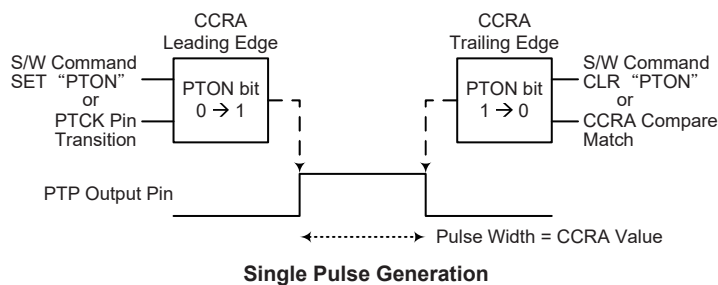 CCRA
Leading Edge
S/W Command
SET “PTON”
or
PTCK Pin
Transition
PTON bit
0 → 1
CCRA
Trailing Edge
PTON bit
1 → 0
S/W Command
CLR “PTON”
or
CCRA Compare
Match
PTP Output Pin
Pulse Width = CCRA Value
Single Pulse Generation